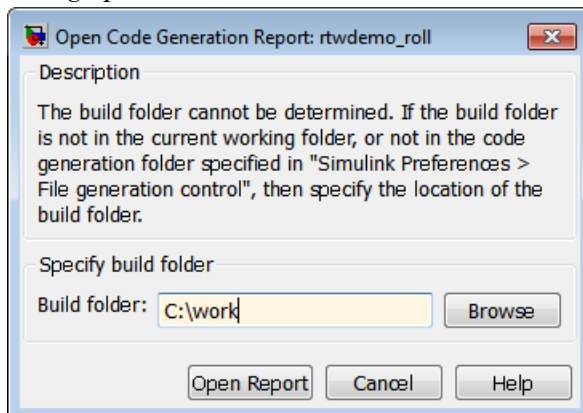 Open Code Generation Report: rtwdemo_roll
Description
The build folder cannot be determined. If the build folder
is not in the current working folder, or not in the code
generation folder specified in "Simulink Preferences >
File generation control", then specify the location of the
build folder.
Specify build folder
Build folder: C:\work Browse
Open Report Cancel Help